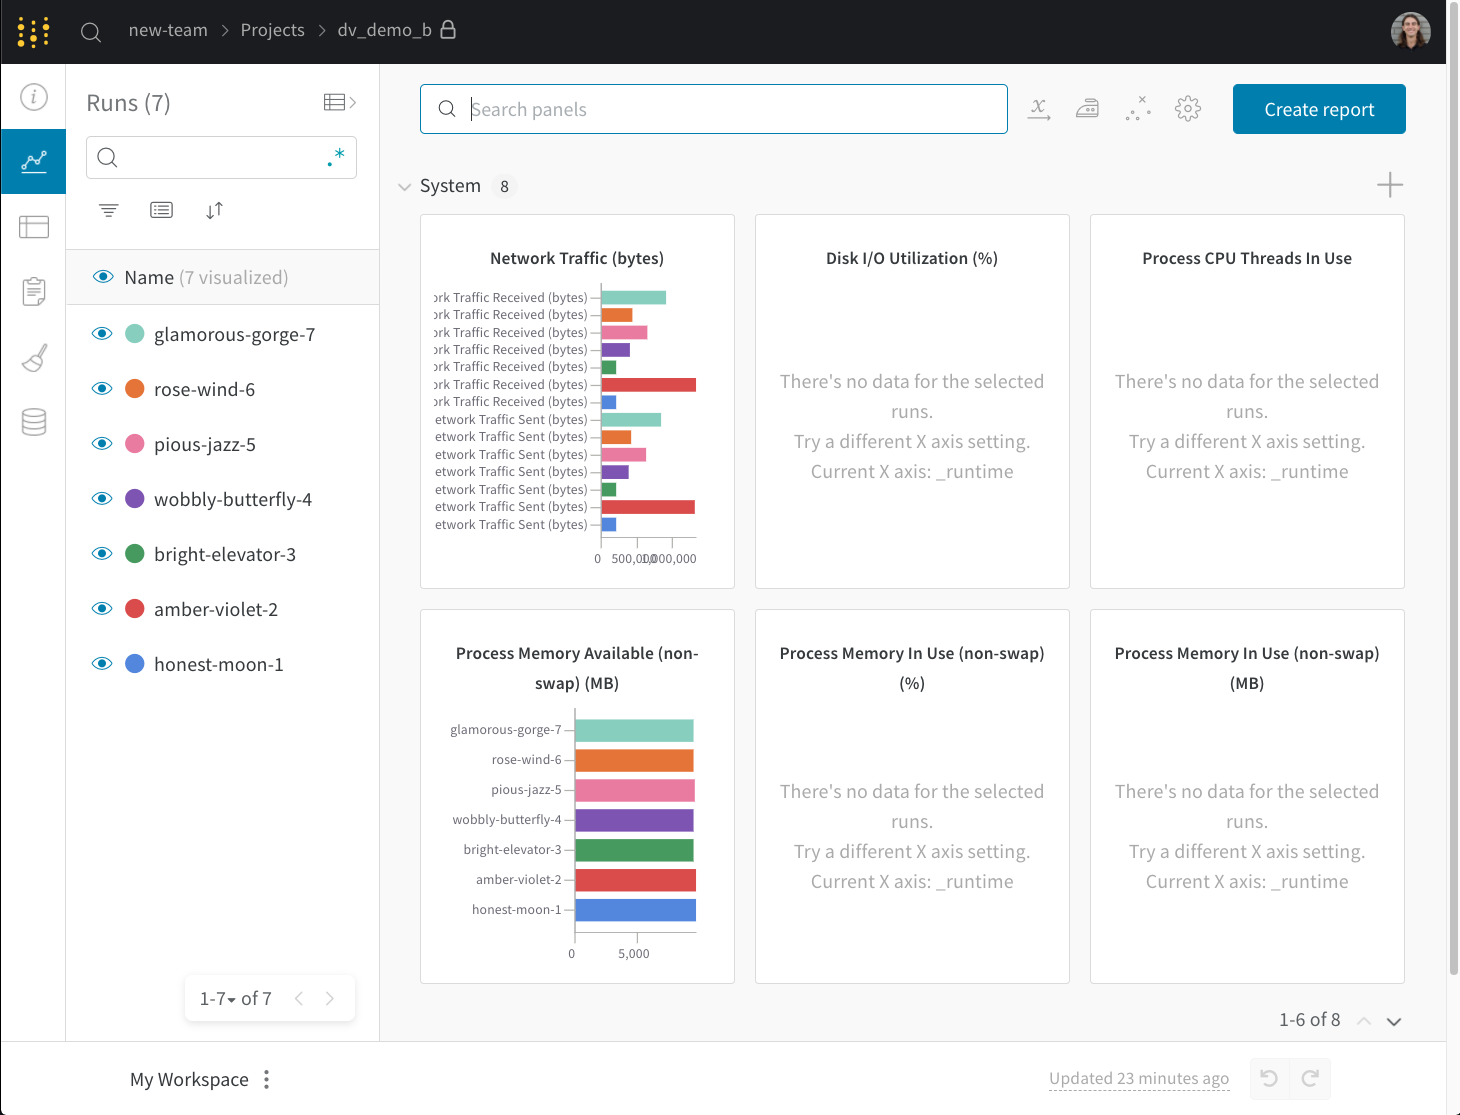 new-team > Projects > dv_demo_b
Runs (7)
.*
Name (7 visualized)
glamorous-gorge-7
rose-wind-6
pious-jazz-5
wobbly-butterfly-4
bright-elevator-3
amber-violet-2
honest-moon-1
1-7 of 7
Search panels
Create report
System 8
Network Traffic (bytes)
ork Traffic Received (bytes)
ork Traffic Received (bytes)
ork Traffic Received (bytes)
ork Traffic Received (bytes)
ork Traffic Received (bytes)
ork Traffic Received (bytes)
ork Traffic Received (bytes)
etwork Traffic Sent (bytes)
etwork Traffic Sent (bytes)
etwork Traffic Sent (bytes)
etwork Traffic Sent (bytes)
etwork Traffic Sent (bytes)
etwork Traffic Sent (bytes)
etwork Traffic Sent (bytes)
0 500,000 1,000,000
Disk I/O Utilization (%)
There's no data for the selected
runs.
Try a different X axis setting.
Current X axis: _runtime
Process CPU Threads In Use
There's no data for the selected
runs.
Try a different X axis setting.
Current X axis: _runtime
Process Memory Available (non-
swap) (MB)
glamorous-gorge-7
rose-wind-6
pious-jazz-5
wobbly-butterfly-4
bright-elevator-3
amber-violet-2
honest-moon-1
0 5,000
Process Memory In Use (non-swap)
(%)
There's no data for the selected
runs.
Try a different X axis setting.
Current X axis: _runtime
Process Memory In Use (non-swap)
(MB)
There's no data for the selected
runs.
Try a different X axis setting.
Current X axis: _runtime
1-6 of 8
My Workspace
Updated 23 minutes ago